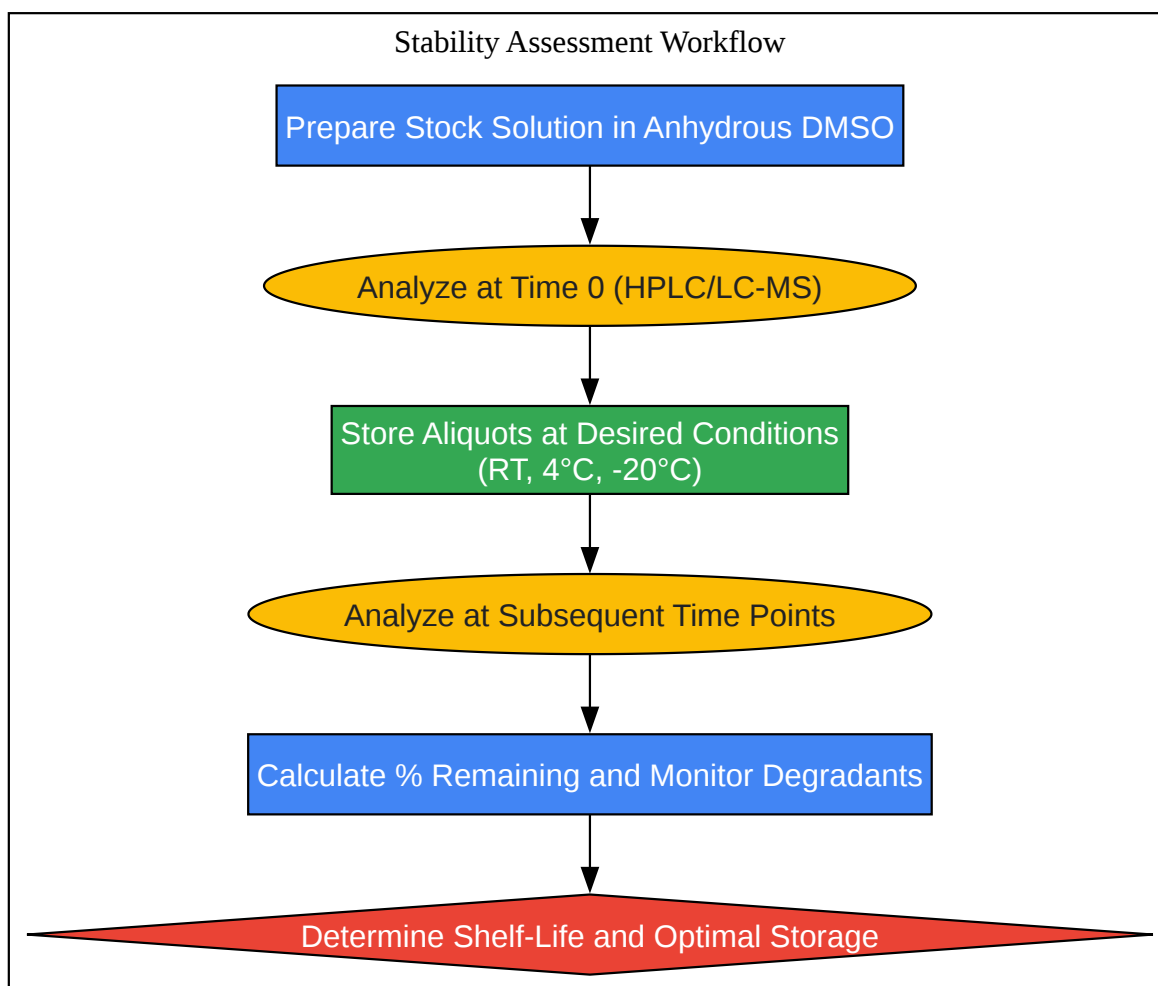 Stability Assessment Workflow
Prepare Stock Solution in Anhydrous DMSO
Analyze at Time 0 (HPLC/LC-MS)
Store Aliquots at Desired Conditions
(RT, 4°C, -20°C)
Analyze at Subsequent Time Points
Calculate % Remaining and Monitor Degradants
Determine Shelf-Life and Optimal Storage